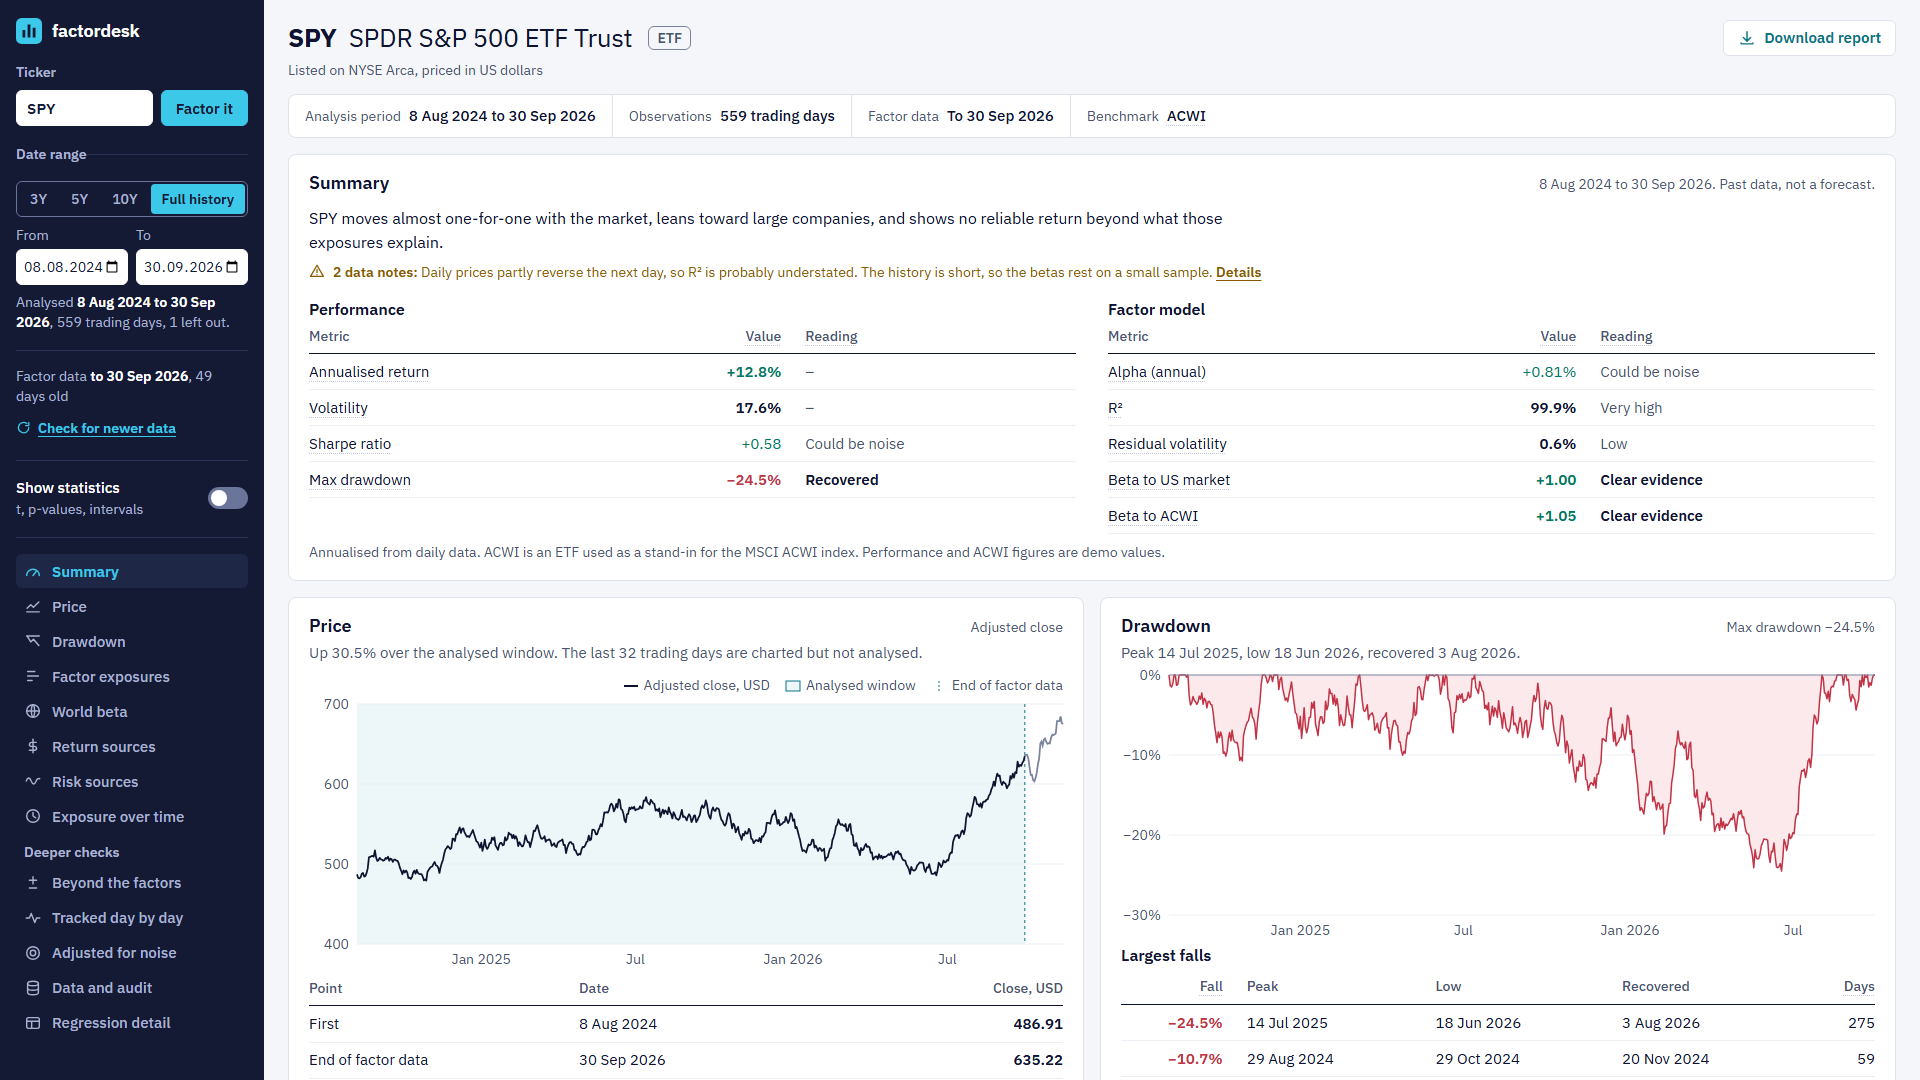 factordesk
Ticker
SPY
Factor it
Date range
3Y 5Y 10Y Full history
From To
08.08.2024 30.09.2026
Analysed 8 Aug 2024 to 30 Sep
2026, 559 trading days, 1 left out.
Factor data to 30 Sep 2026, 49
days old
Check for newer data
Show statistics
t, p-values, intervals
Summary
Price
Drawdown
Factor exposures
World beta
Return sources
Risk sources
Exposure over time
Deeper checks
Beyond the factors
Tracked day by day
Adjusted for noise
Data and audit
Regression detail
SPY SPDR S&P 500 ETF Trust ETF
Download report
Listed on NYSE Arca, priced in US dollars
Analysis period 8 Aug 2024 to 30 Sep 2026
Observations 559 trading days
Factor data To 30 Sep 2026
Benchmark ACWI
Summary
8 Aug 2024 to 30 Sep 2026. Past data, not a forecast.
SPY moves almost one-for-one with the market, leans toward large companies, and shows no reliable return beyond what those
exposures explain.
2 data notes: Daily prices partly reverse the next day, so R² is probably understated. The history is short, so the betas rest on a small sample. Details
Performance
Metric Value Reading
Annualised return +12.8% –
Volatility 17.6% –
Sharpe ratio +0.58 Could be noise
Max drawdown −24.5% Recovered
Factor model
Metric Value Reading
Alpha (annual) +0.81% Could be noise
R² 99.9% Very high
Residual volatility 0.6% Low
Beta to US market +1.00 Clear evidence
Beta to ACWI +1.05 Clear evidence
Annualised from daily data. ACWI is an ETF used as a stand-in for the MSCI ACWI index. Performance and ACWI figures are demo values.
Price
Adjusted close
Up 30.5% over the analysed window. The last 32 trading days are charted but not analysed.
Adjusted close, USD Analysed window End of factor data
700
600
500
400
Jan 2025 Jul Jan 2026 Jul
Point Date Close, USD
First 8 Aug 2024 486.91
End of factor data 30 Sep 2026 635.22
Drawdown
Max drawdown −24.5%
Peak 14 Jul 2025, low 18 Jun 2026, recovered 3 Aug 2026.
0%
−10%
−20%
−30%
Jan 2025 Jul Jan 2026 Jul
Largest falls
Fall Peak Low Recovered Days
−24.5% 14 Jul 2025 18 Jun 2026 3 Aug 2026 275
−10.7% 29 Aug 2024 29 Oct 2024 20 Nov 2024 59